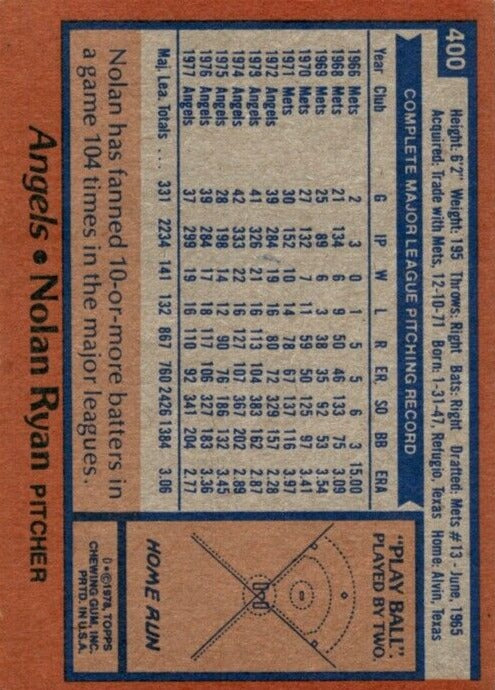 400
Height: 6'2" Weight: 195 Throws: Right Bats: Right Drafted: Mets #13 - June, 1965
Acquired: Trade with Mets, 12-10-71 Born: 1-31-47, Refugio, Texas Home: Alvin, Texas
COMPLETE MAJOR LEAGUE PITCHING RECORD
Year Club G IP W L R ER SO BB ERA
1966 Mets 2 3 0 1 5 5 6 3 15.00
1968 Mets 21 134 6 9 50 46 133 75 3.09
1969 Mets 25 89 6 3 38 35 92 53 3.54
1970 Mets 27 132 7 11 59 50 125 97 3.41
1971 Mets 30 152 10 14 78 67 137 116 3.97
1972 Angels 39 284 19 16 80 72 329 157 2.28
1973 Angels 41 326 21 16 113 104 383 162 2.87
1974 Angels 42 333 22 16 127 107 367 202 2.89
1975 Angels 28 198 14 12 90 76 186 132 3.45
1976 Angels 39 284 17 18 117 106 327 183 3.36
1977 Angels 37 299 19 16 110 92 341 204 2.77
Maj. Lea. Totals ... 331 2234 141 132 867 760 2426 1384 3.06
Nolan has fanned 10-or-more batters in
a game 104 times in the major leagues.
"PLAY BALL"
PLAYED BY TWO.
HOME RUN
©1978, TOPPS
CHEWING GUM, INC.
PRTD. IN U.S.A.
Angels • Nolan Ryan PITCHER